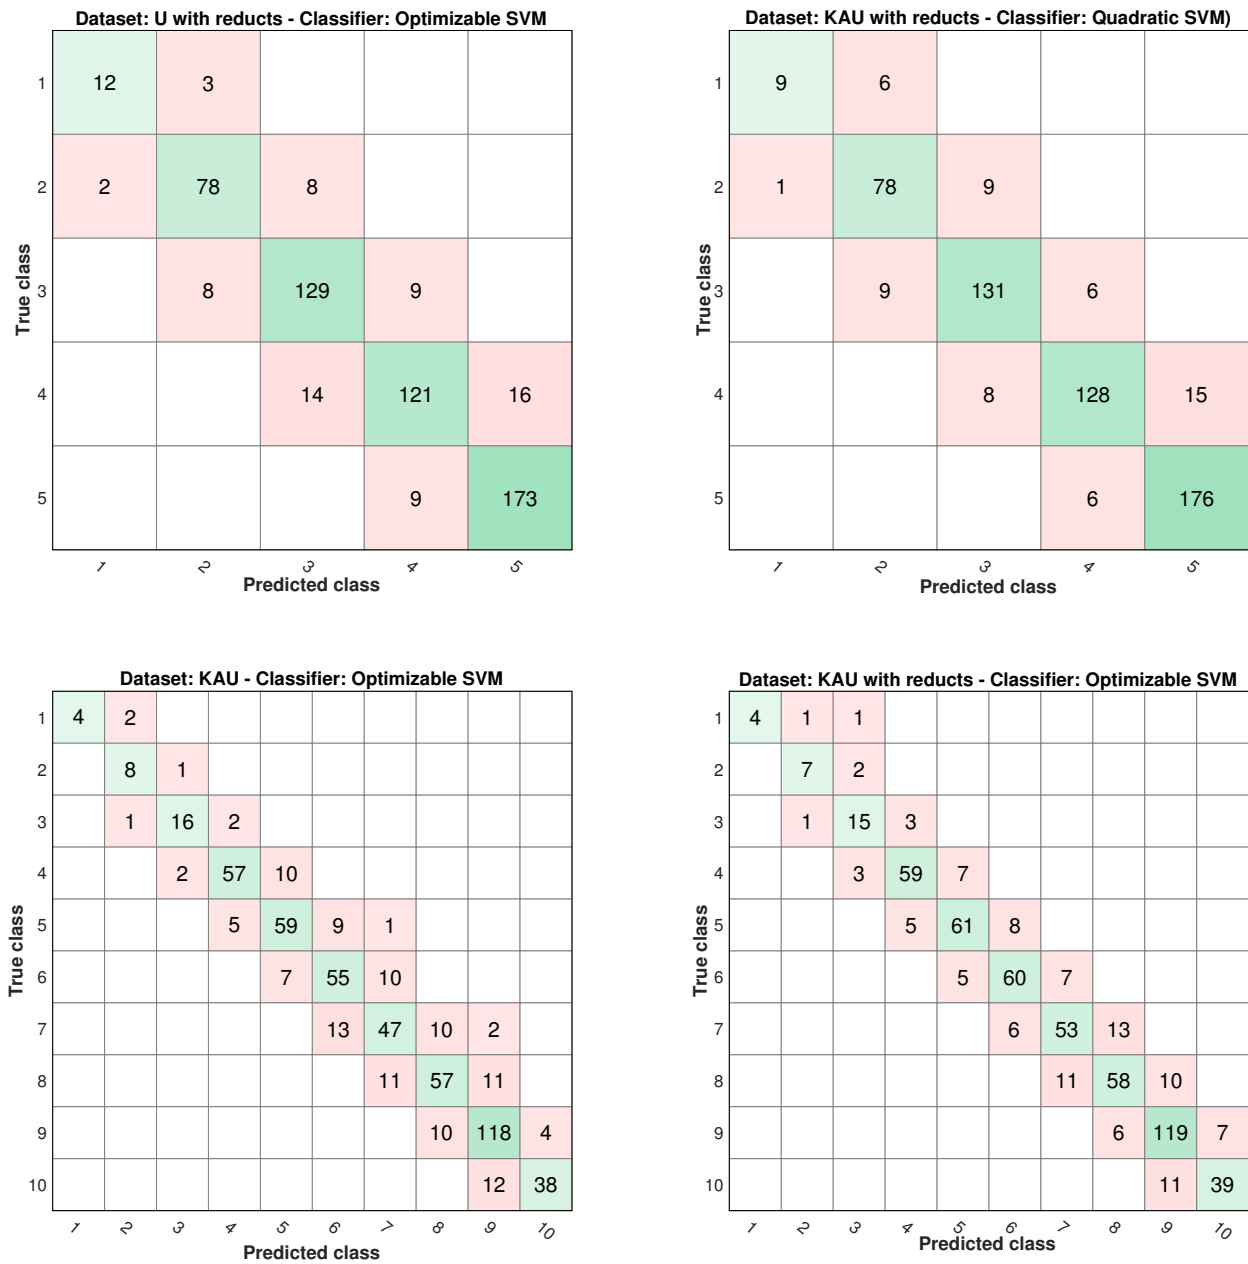 Dataset: U with reducts - Classifier: Optimizable SVM
1 12 3
2 2 78 8
3 8 129 9
4 14 121 16
5 9 173
1 2 3 4 5
True class
Predicted class
Dataset: KAU with reducts - Classifier: Quadratic SVM)
1 9 6
2 1 78 9
3 9 131 6
4 8 128 15
5 6 176
1 2 3 4 5
True class
Predicted class
Dataset: KAU - Classifier: Optimizable SVM
1 4 2
2 8 1
3 1 16 2
4 2 57 10
5 5 59 9 1
6 7 55 10
7 13 47 10 2
8 11 57 11
9 10 118 4
10 12 38
1 2 3 4 5 6 7 8 9 10
True class
Predicted class
Dataset: KAU with reducts - Classifier: Optimizable SVM
1 4 1 1
2 7 2
3 1 15 3
4 3 59 7
5 5 61 8
6 5 60 7
7 6 53 13
8 11 58 10
9 6 119 7
10 11 39
1 2 3 4 5 6 7 8 9 10
True class
Predicted class